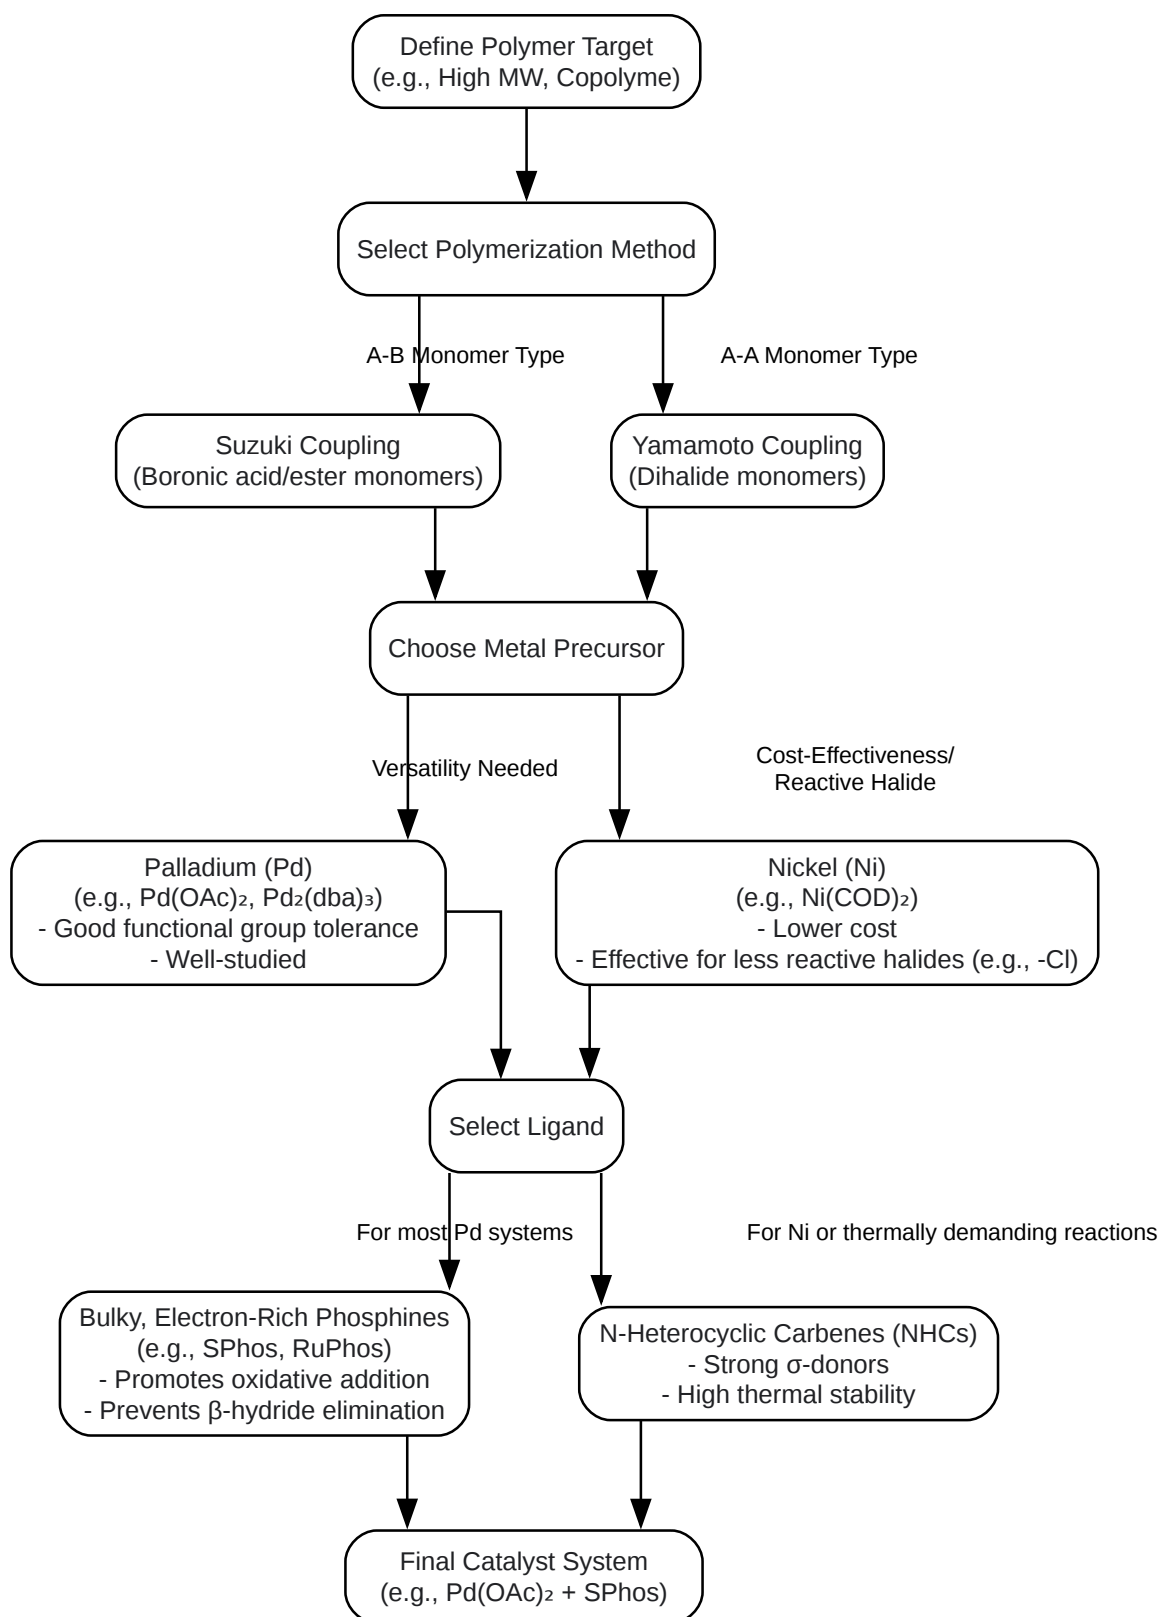 Define Polymer Target
(e.g., High MW, Copolyme)
Select Polymerization Method
A-B Monomer Type
A-A Monomer Type
Suzuki Coupling
(Boronic acid/ester monomers)
Yamamoto Coupling
(Dihalide monomers)
Choose Metal Precursor
Versatility Needed
Cost-Effectiveness/
Reactive Halide
Palladium (Pd)
(e.g., Pd(OAc)₂, Pd₂(dba)₃)
- Good functional group tolerance
- Well-studied
Nickel (Ni)
(e.g., Ni(COD)₂)
- Lower cost
- Effective for less reactive halides (e.g., -Cl)
Select Ligand
For most Pd systems
For Ni or thermally demanding reactions
Bulky, Electron-Rich Phosphines
(e.g., SPhos, RuPhos)
- Promotes oxidative addition
- Prevents β-hydride elimination
N-Heterocyclic Carbenes (NHCs)
- Strong σ-donors
- High thermal stability
Final Catalyst System
(e.g., Pd(OAc)₂ + SPhos)